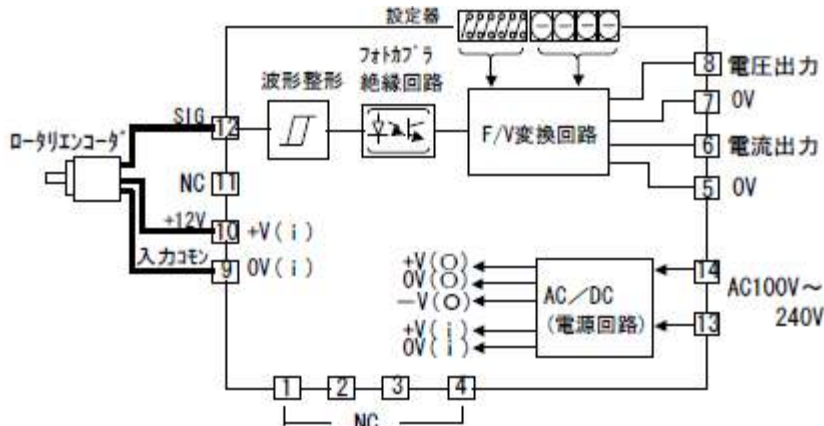 設定器
フォトカプラ
絶縁回路
波形整形
F/V変換回路
8 電圧出力
7 0V
6 電流出力
5 0V
SIG
12
ロータリエンコーダ
NC 11
+12V
10 +V(i)
入力コモン
9 0V(i)
+V(O)
0V(O)
−V(O)
+V(i)
0V(i)
AC/DC
(電源回路)
14
13
AC100V~
240V
1 2 3 4
NC